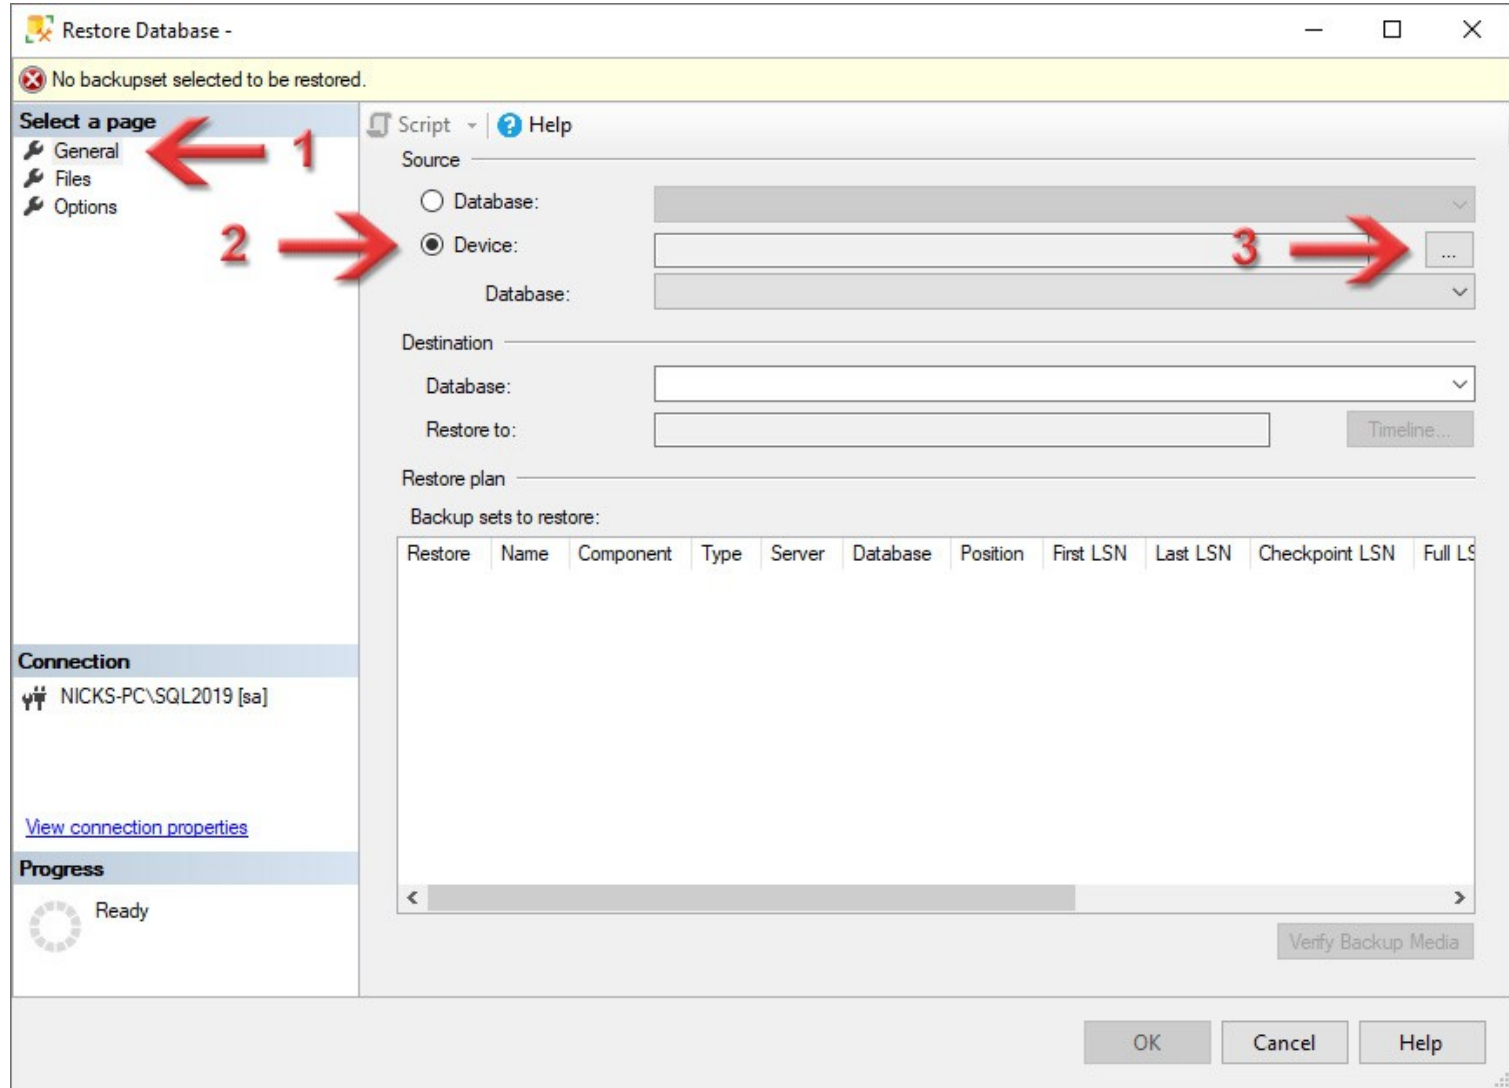 Restore Database -
No backupset selected to be restored.
Select a page
General
Files
Options
1
Script
Help
Source
Database:
2
Device:
3
...
Database:
Destination
Database:
Restore to:
Timeline...
Restore plan
Backup sets to restore:
Restore Name Component Type Server Database Position First LSN Last LSN Checkpoint LSN Full LS
Connection
NICKS-PC\SQL2019 [sa]
View connection properties
Progress
Ready
Verify Backup Media
OK Cancel Help